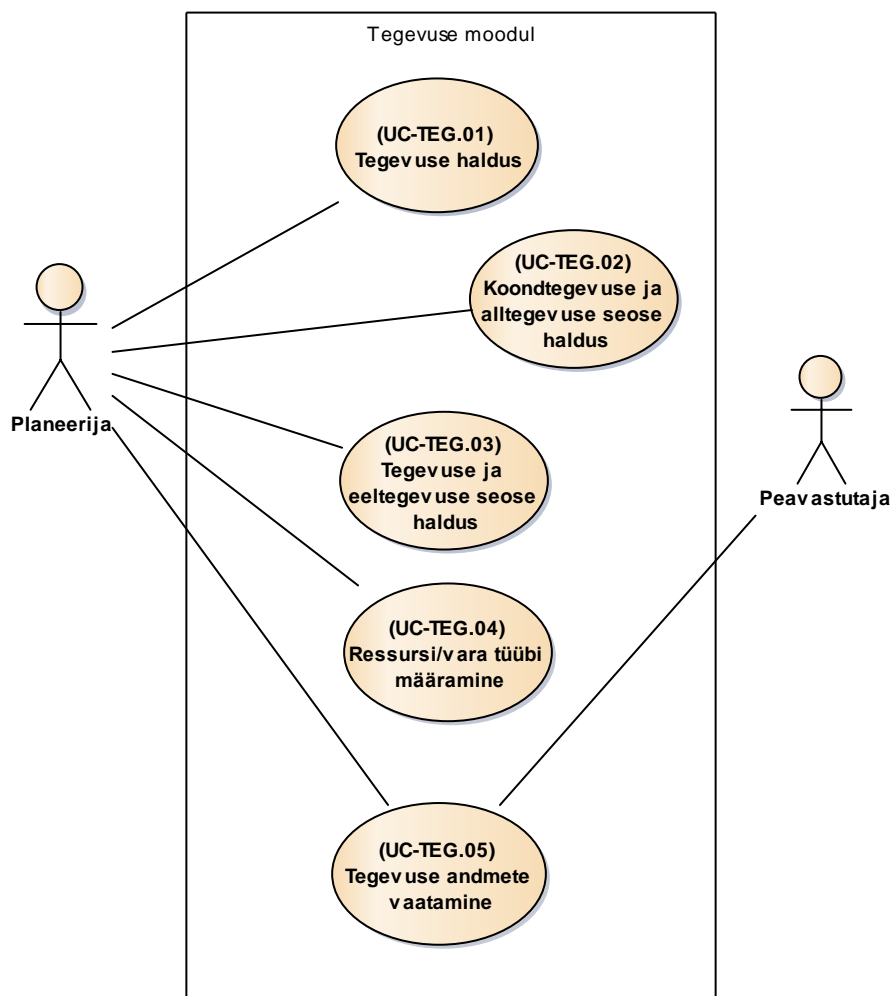 Tegevuse moodul
(UC-TEG.01)
Tegevuse haldus
(UC-TEG.02)
Koondtegevuse ja
alltegevuse seose
haldus
Planeerija
(UC-TEG.03)
Tegevuse ja
eeltegevuse seose
haldus
Peavastutaja
(UC-TEG.04)
Ressursi/vara tüübi
määramine
(UC-TEG.05)
Tegevuse andmete
vaatamine